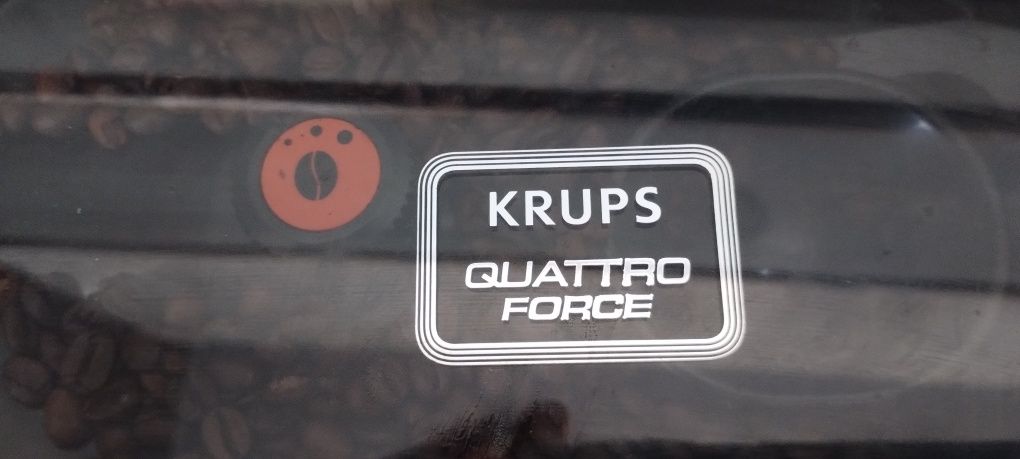 KRUPS
QUATTRO
FORCE